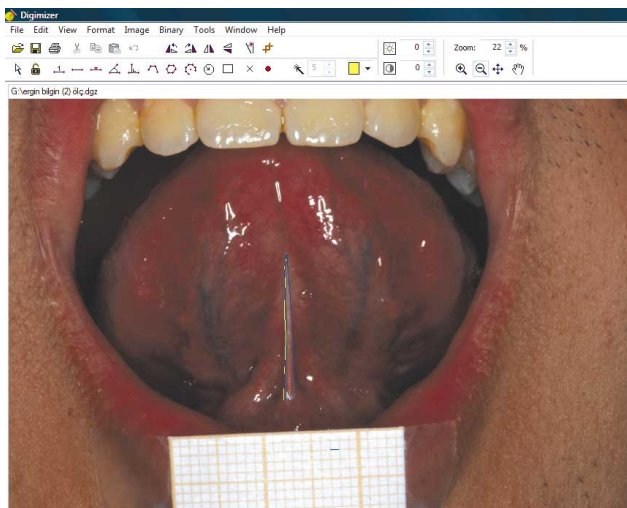 Digimizer
File Edit View Format Image Binary Tools Window Help
0 Zoom: 22 %
5 0
G:\ergin bilgin (2) ölç.dgz